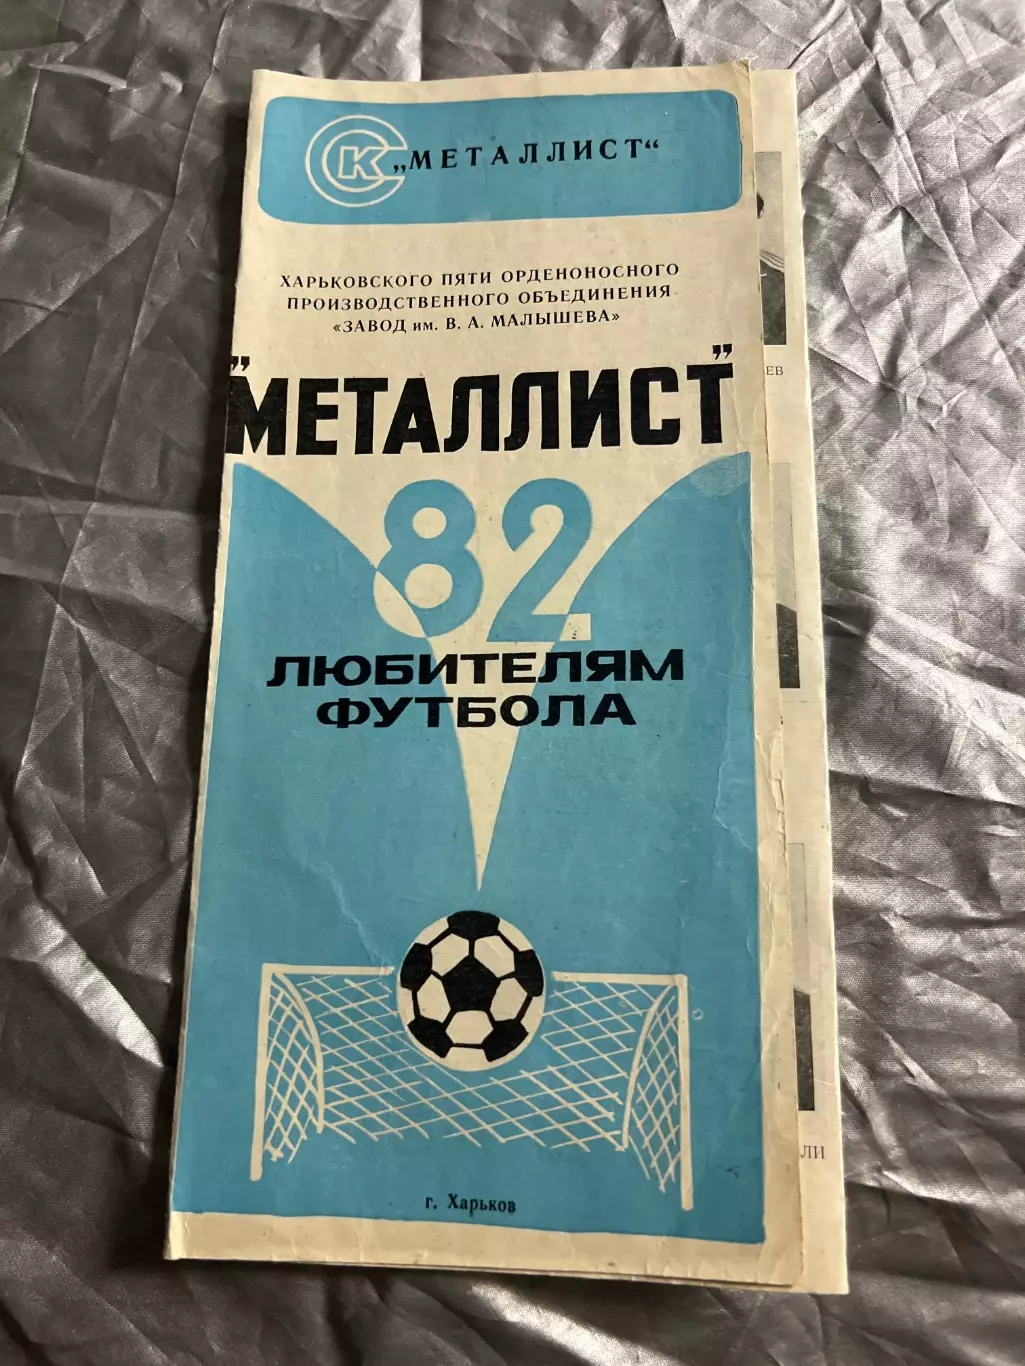 СК „МЕТАЛЛИСТ“
ХАРЬКОВСКОГО ПЯТИ ОРДЕНОНОСНОГО
ПРОИЗВОДСТВЕННОГО ОБЪЕДИНЕНИЯ
«ЗАВОД им. В. А. МАЛЫШЕВА»
"МЕТАЛЛИСТ"
82
ЛЮБИТЕЛЯМ
ФУТБОЛА
г. Харьков
ЕВ
ЛИ